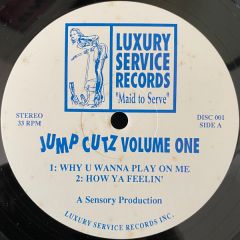 LUXURY
SERVICE
RECORDS
"Maid to Serve"
STEREO
33 RPM
DISC 001
SIDE A
JUMP CUTZ VOLUME ONE
1: WHY U WANNA PLAY ON ME
2: HOW YA FEELIN'
A Sensory Production
LUXURY SERVICE RECORDS INC.